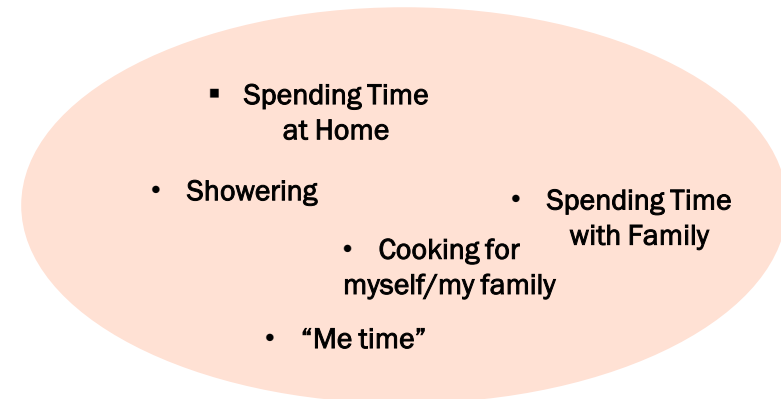 ▪ Spending Time
at Home
• Showering
• Spending Time
with Family
• Cooking for
myself/my family
• “Me time”